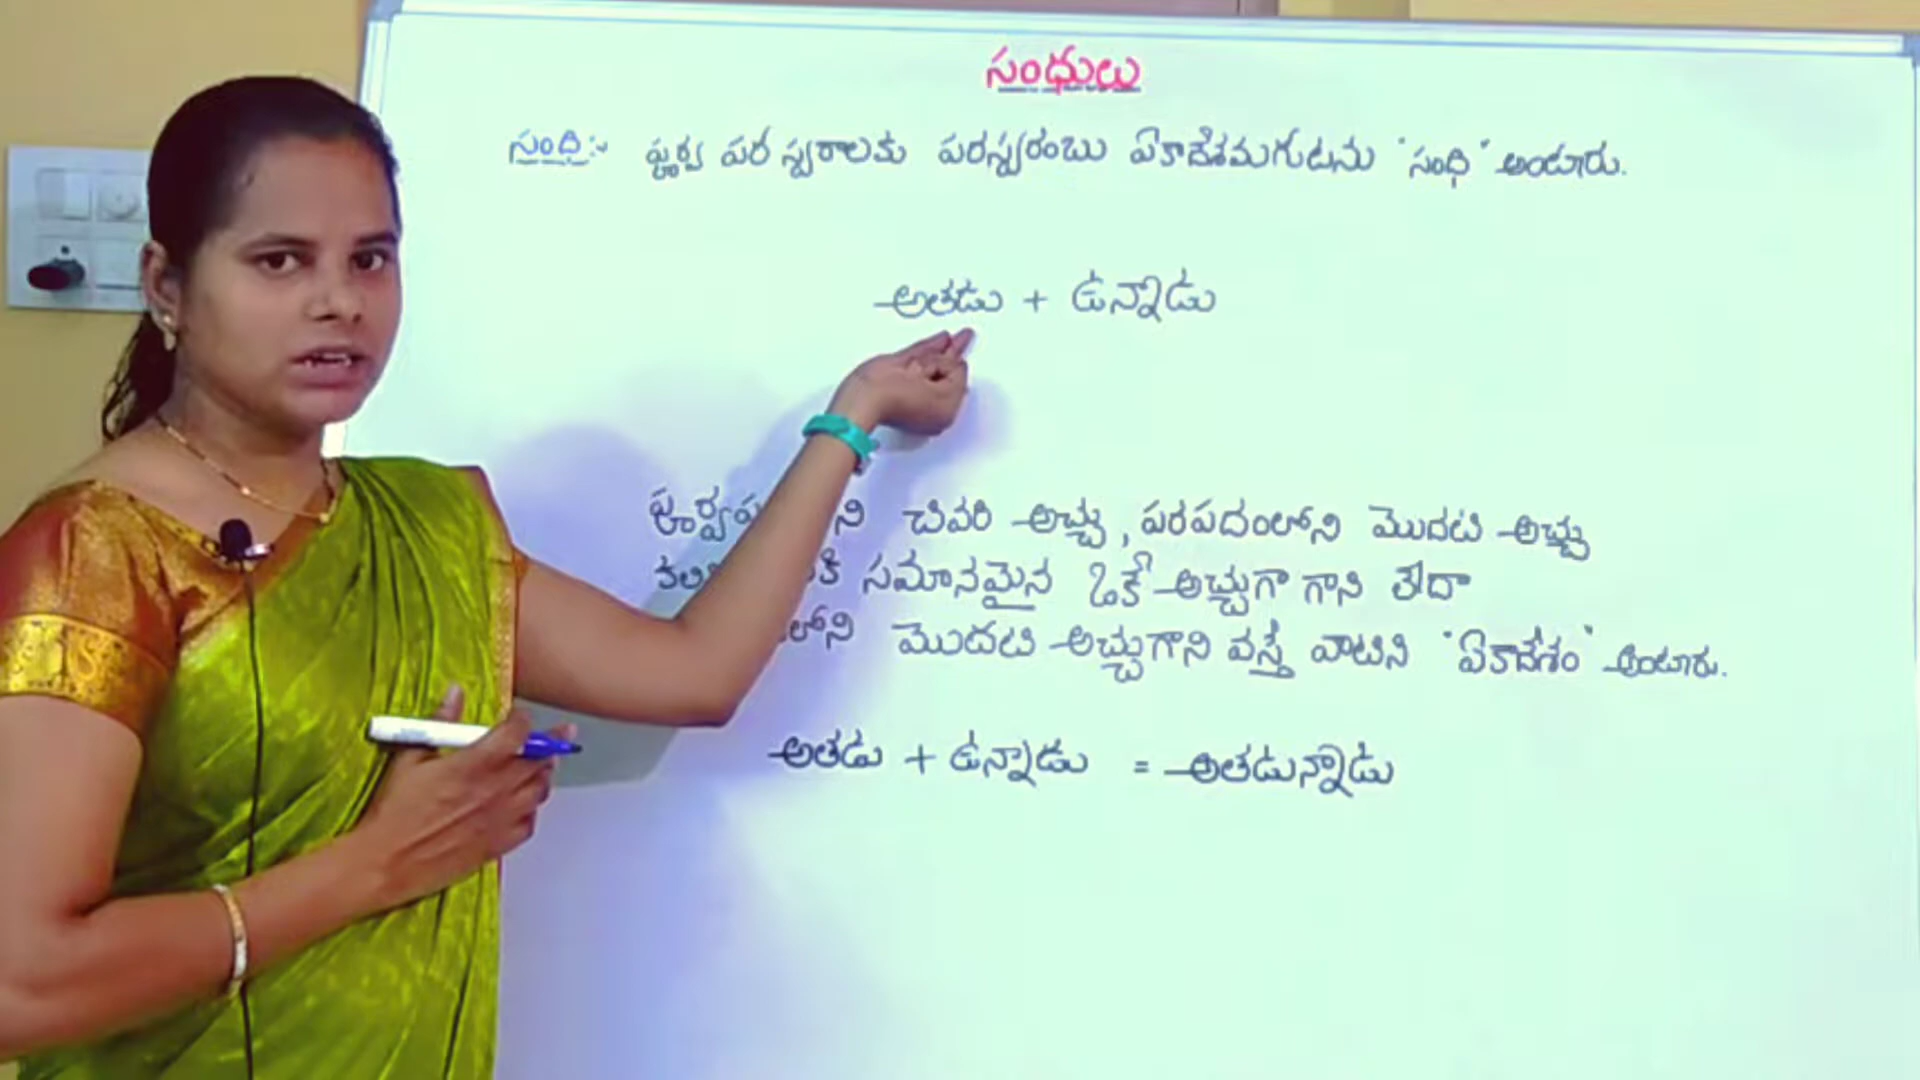 సంధులు
సంధి:- పూర్వ పర స్వరాలకు పరస్వరంబు ఏకాదేశమగుటను "సంధి" అంటారు.
అతడు + ఉన్నాడు
చివరి అచ్చు, పరపదంలోని మొదటి అచ్చు
సమానమైన ఒకే అచ్చుగా గాని లేదా
మొదటి అచ్చుగాని వస్తే వాటిని "ఏకాదేశం" అంటారు.
అతడు + ఉన్నాడు = అతడున్నాడు